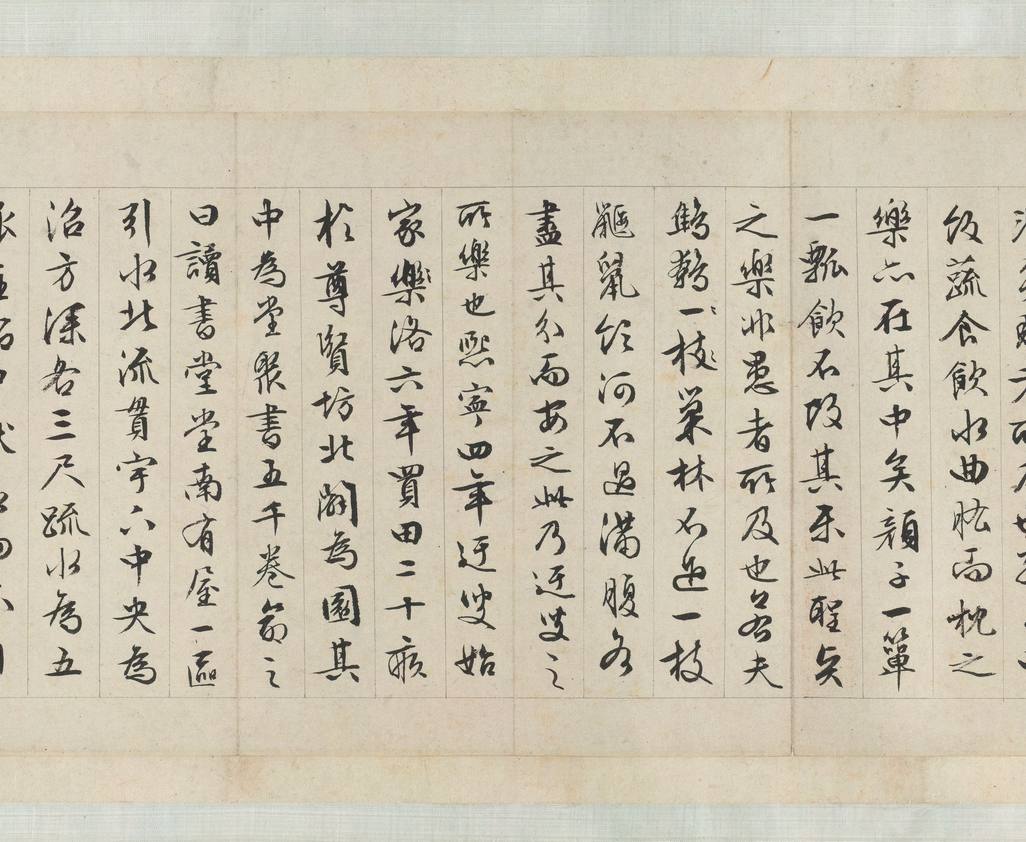 飯蔬食飲水曲肱而枕之
樂亦在其中矣顏子一簞
一瓢飲不改其樂此聖賢
之樂非愚者所及也若夫
鷦鷯一枝巢林不過一枝
鼴鼠飲河不過滿腹各
盡其分而安之此乃迂叟之
所樂也熙寧四年迂叟始
家樂洛六年買田二十畝
於尊賢坊北闢為園其
中為堂聚書五千卷命之
曰讀書堂堂南有屋一區
引水北流貫宇下中央為
沼方深各三尺疏水為五